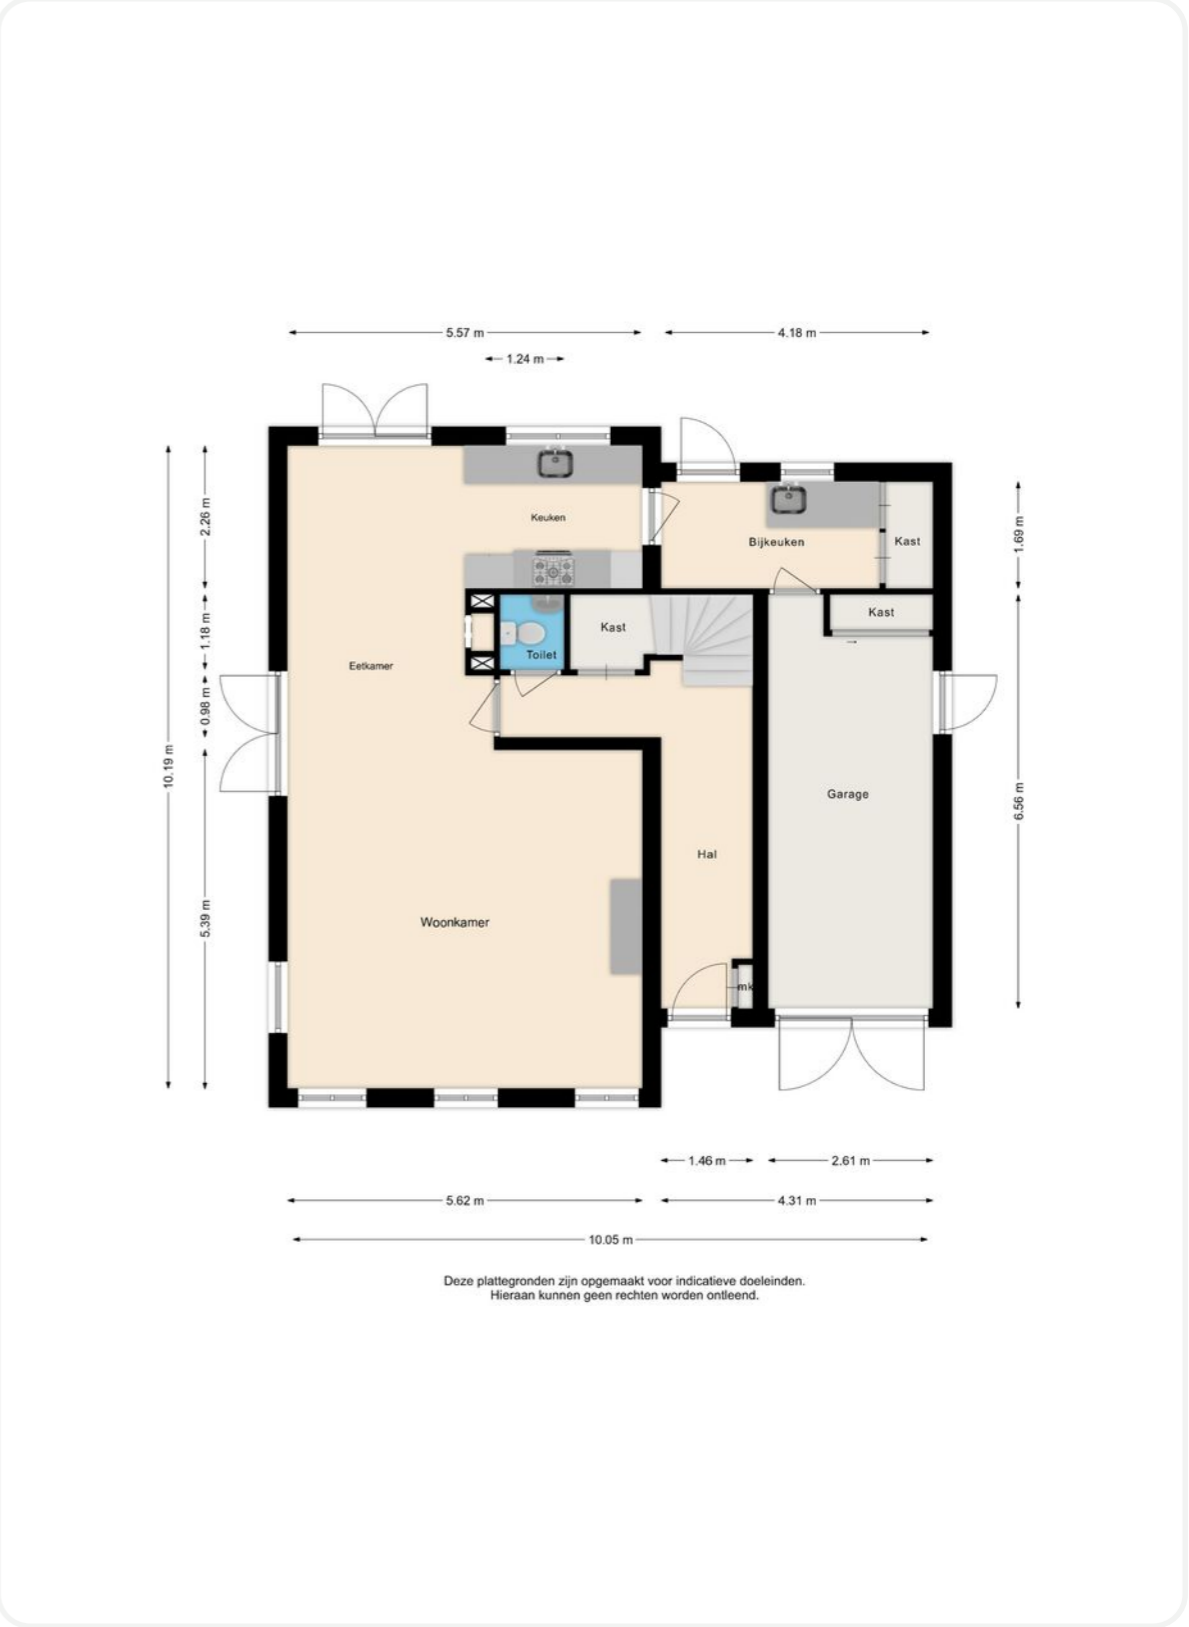 5.57 m
4.18 m
1.24 m
10.19 m
2.26 m
1.18 m
0.98 m
5.39 m
1.69 m
6.56 m
Keuken
Bijkeuken
Kast
Kast
Kast
Toilet
Eetkamer
Garage
Hal
Woonkamer
mk
1.46 m
2.61 m
5.62 m
4.31 m
10.05 m
Deze plattegronden zijn opgemaakt voor indicatieve doeleinden.
Hieraan kunnen geen rechten worden ontleend.